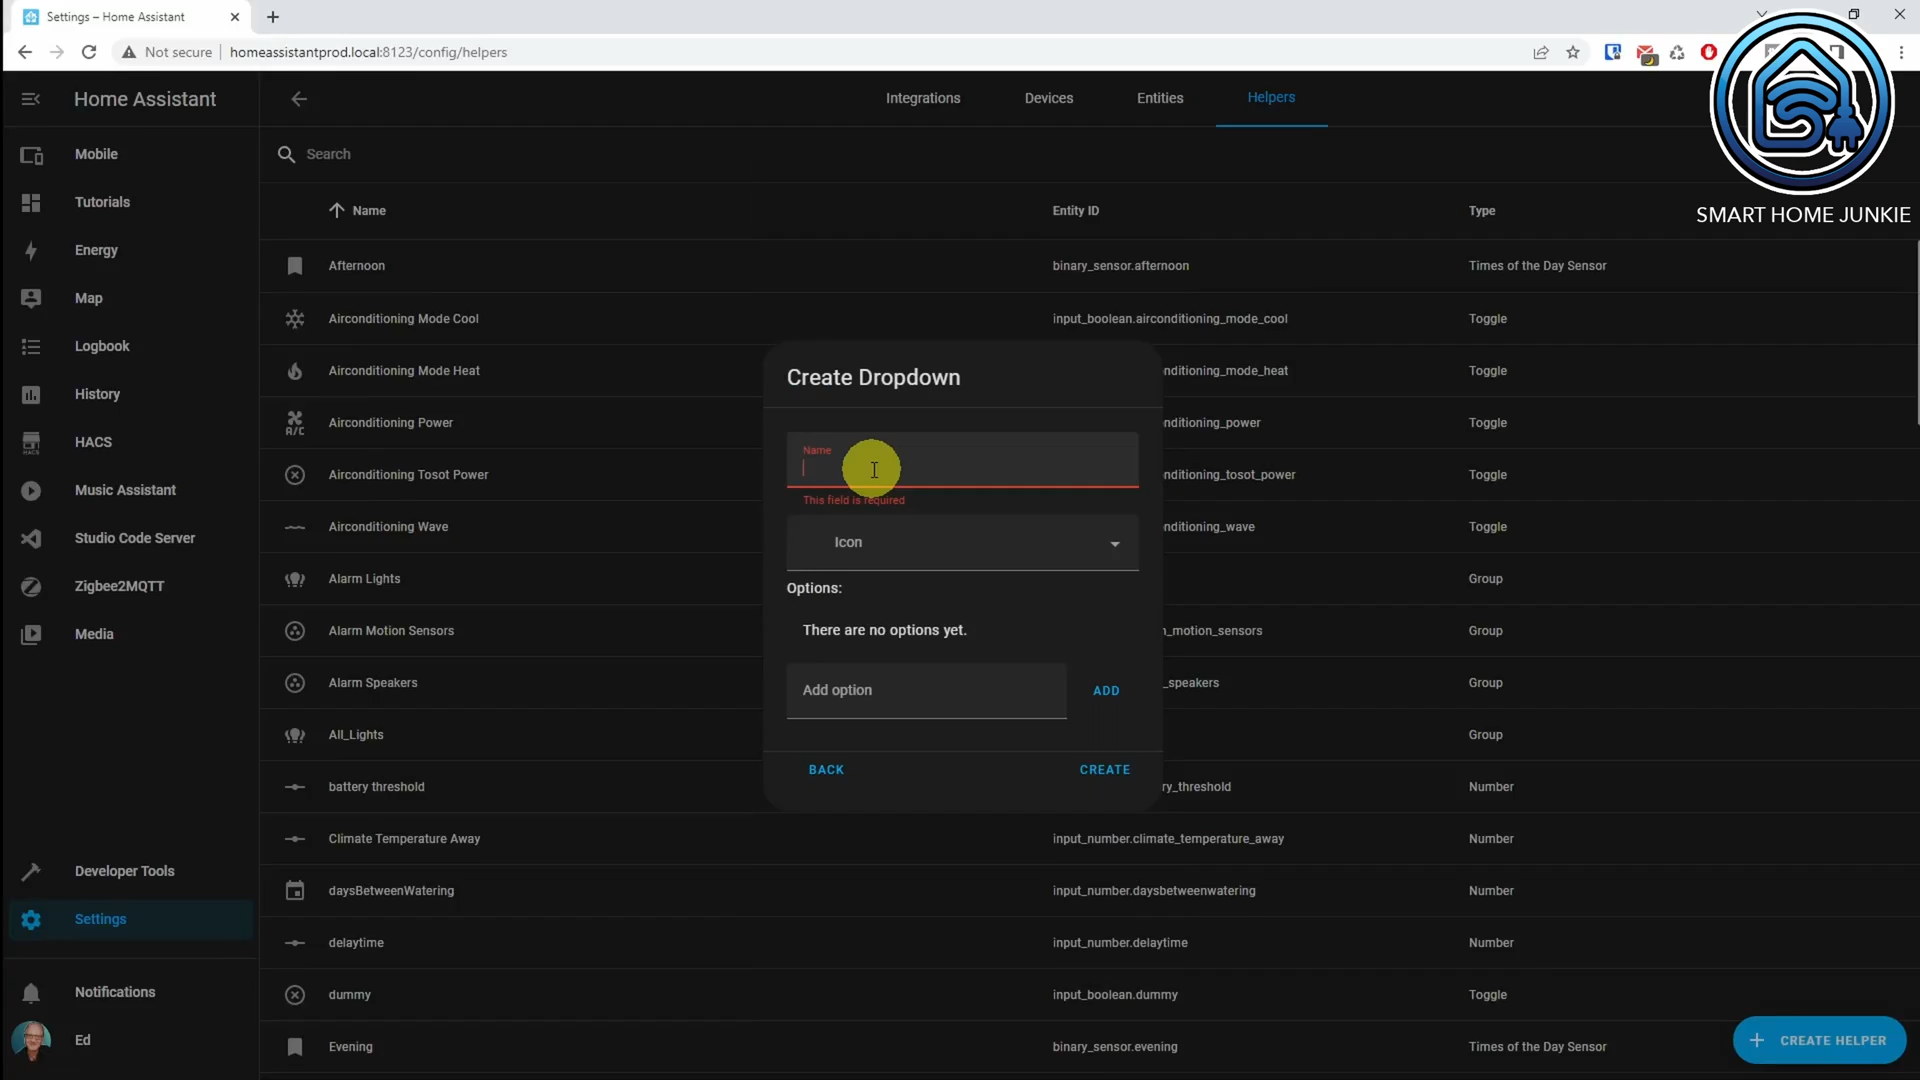 Settings – Home Assistant
Not secure
homeassistantprod.local:8123/config/helpers
Home Assistant
Integrations
Devices
Entities
Helpers
Mobile
Tutorials
Energy
Map
Logbook
History
HACS
HACS
Music Assistant
Studio Code Server
Zigbee2MQTT
Media
Developer Tools
Settings
Notifications
Ed
Search
SMART HOME JUNKIE
Name
Entity ID
Type
Afternoon
binary_sensor.afternoon
Times of the Day Sensor
Airconditioning Mode Cool
input_boolean.airconditioning_mode_cool
Toggle
Airconditioning Mode Heat
nditioning_mode_heat
Toggle
A/C
Airconditioning Power
nditioning_power
Toggle
Airconditioning Tosot Power
nditioning_tosot_power
Toggle
Airconditioning Wave
nditioning_wave
Toggle
Alarm Lights
Group
Alarm Motion Sensors
_motion_sensors
Group
Alarm Speakers
_speakers
Group
All_Lights
Group
battery threshold
ry_threshold
Number
Climate Temperature Away
input_number.climate_temperature_away
Number
daysBetweenWatering
input_number.daysbetweenwatering
Number
delaytime
input_number.delaytime
Number
dummy
input_boolean.dummy
Toggle
Evening
binary_sensor.evening
Times of the Day Sensor
Create Dropdown
Name
This field is required
Icon
Options:
There are no options yet.
Add option
ADD
BACK
CREATE
CREATE HELPER